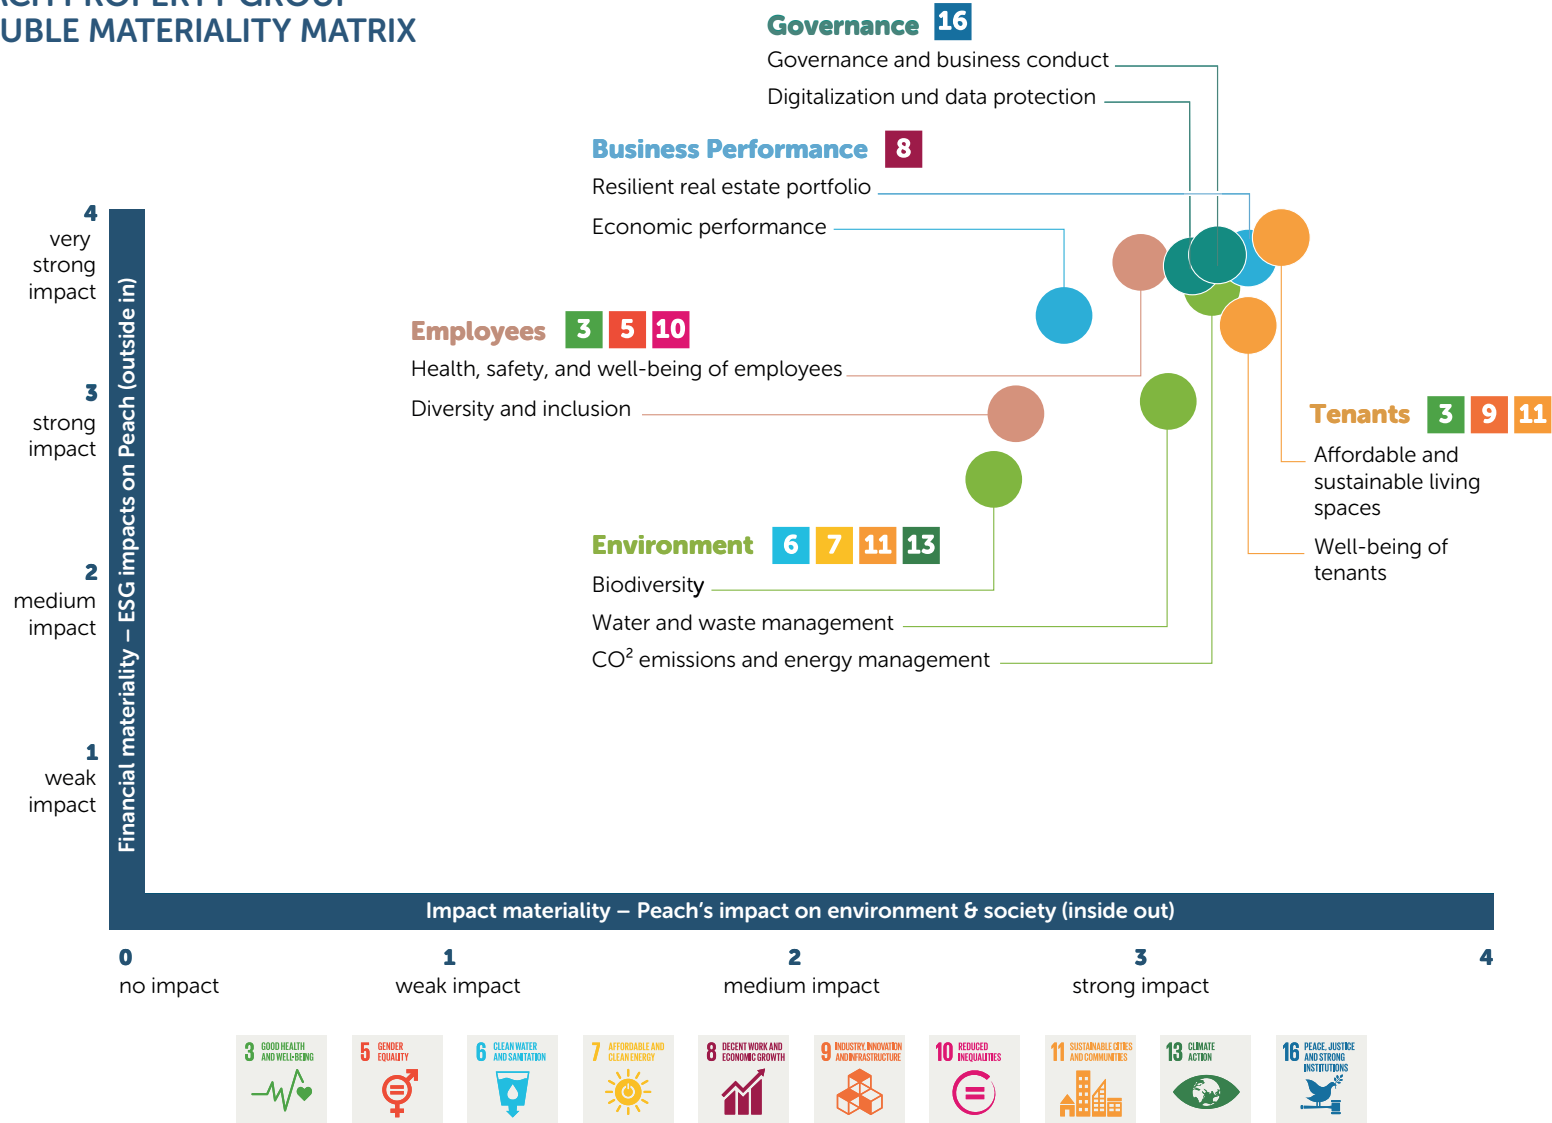 UBLE MATERIALITY MATRIX
Governance 16
Governance and business conduct
Digitalization und data protection
Business Performance 8
Resilient real estate portfolio
Economic performance
Employees 3 5 10
Health, safety, and well-being of employees
Diversity and inclusion
Tenants 3 9 11
Affordable and
sustainable living
spaces
Well-being of
tenants
Environment 6 7 11 13
Biodiversity
Water and waste management
CO² emissions and energy management
4
very
strong
impact
3
strong
impact
2
medium
impact
1
weak
impact
Financial materiality – ESG impacts on Peach (outside in)
Impact materiality – Peach's impact on environment & society (inside out)
0 1 2 3 4
no impact weak impact medium impact strong impact
3 GOOD HEALTH
AND WELL-BEING
5 GENDER
EQUALITY
6 CLEAN WATER
AND SANITATION
7 AFFORDABLE AND
CLEAN ENERGY
8 DECENT WORK AND
ECONOMIC GROWTH
9 INDUSTRY, INNOVATION
AND INFRASTRUCTURE
10 REDUCED
INEQUALITIES
11 SUSTAINABLE CITIES
AND COMMUNITIES
13 CLIMATE
ACTION
16 PEACE, JUSTICE
AND STRONG
INSTITUTIONS